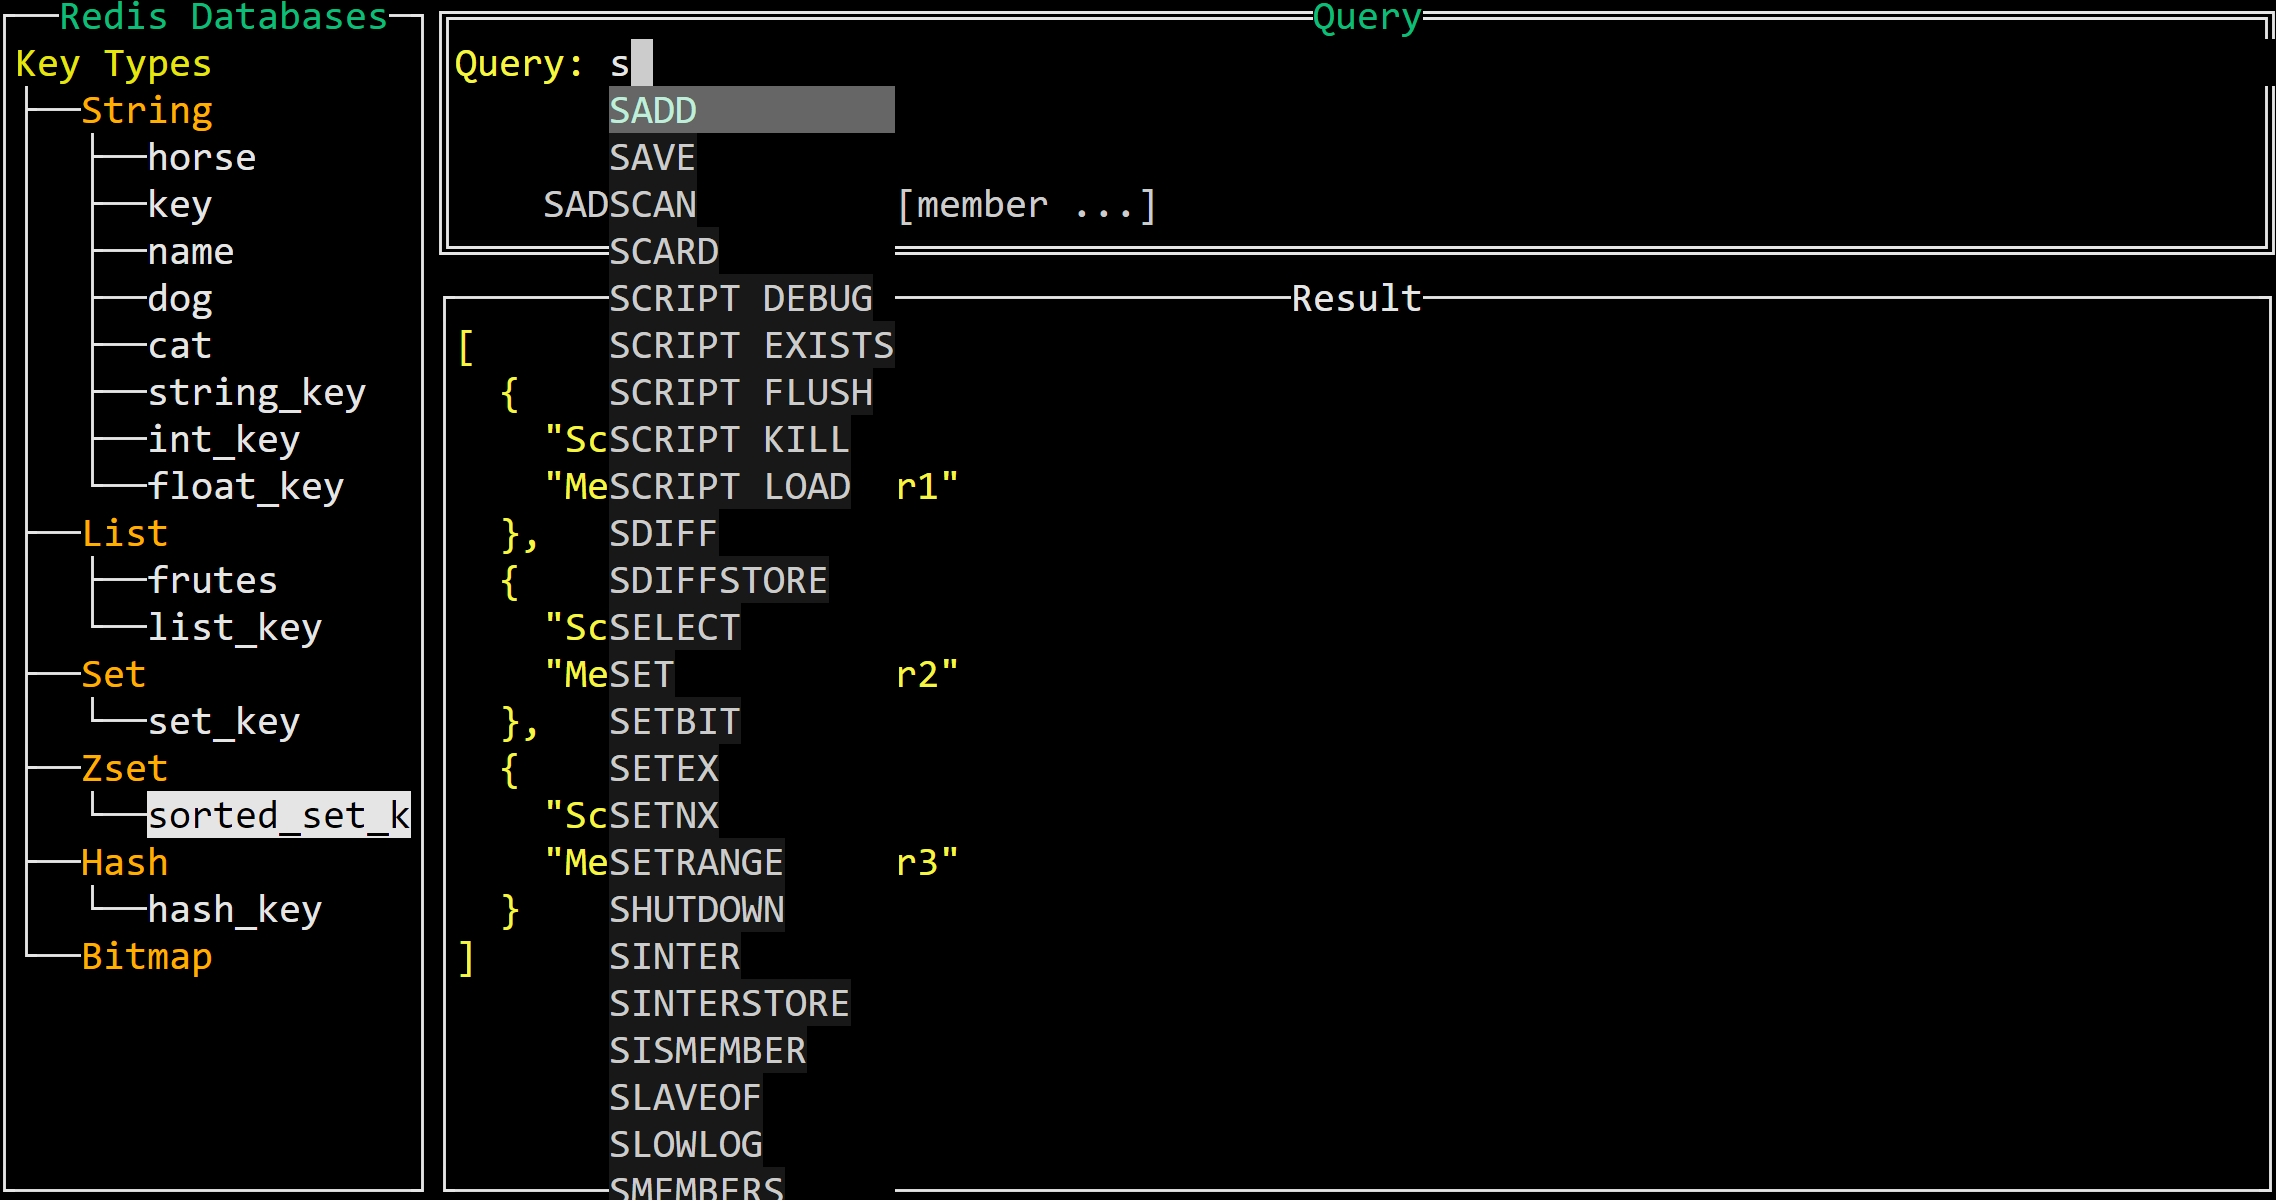 Redis Databases
Key Types
String
horse
key
name
dog
cat
string_key
int_key
float_key
List
frutes
list_key
Set
set_key
Zset
sorted_set_k
Hash
hash_key
Bitmap
Query
Query: s
SADD
SAVE
SAD
SCAN
[member ...]
SCARD
SCRIPT DEBUG
Result
[
SCRIPT EXISTS
{
SCRIPT FLUSH
"Sc
SCRIPT KILL
"Me
SCRIPT LOAD
r1"
},
SDIFF
{
SDIFFSTORE
"Sc
SELECT
"Me
SET
r2"
},
SETBIT
{
SETEX
"Sc
SETNX
"Me
SETRANGE
r3"
}
SHUTDOWN
]
SINTER
SINTERSTORE
SISMEMBER
SLAVEOF
SLOWLOG
SMEMBERS